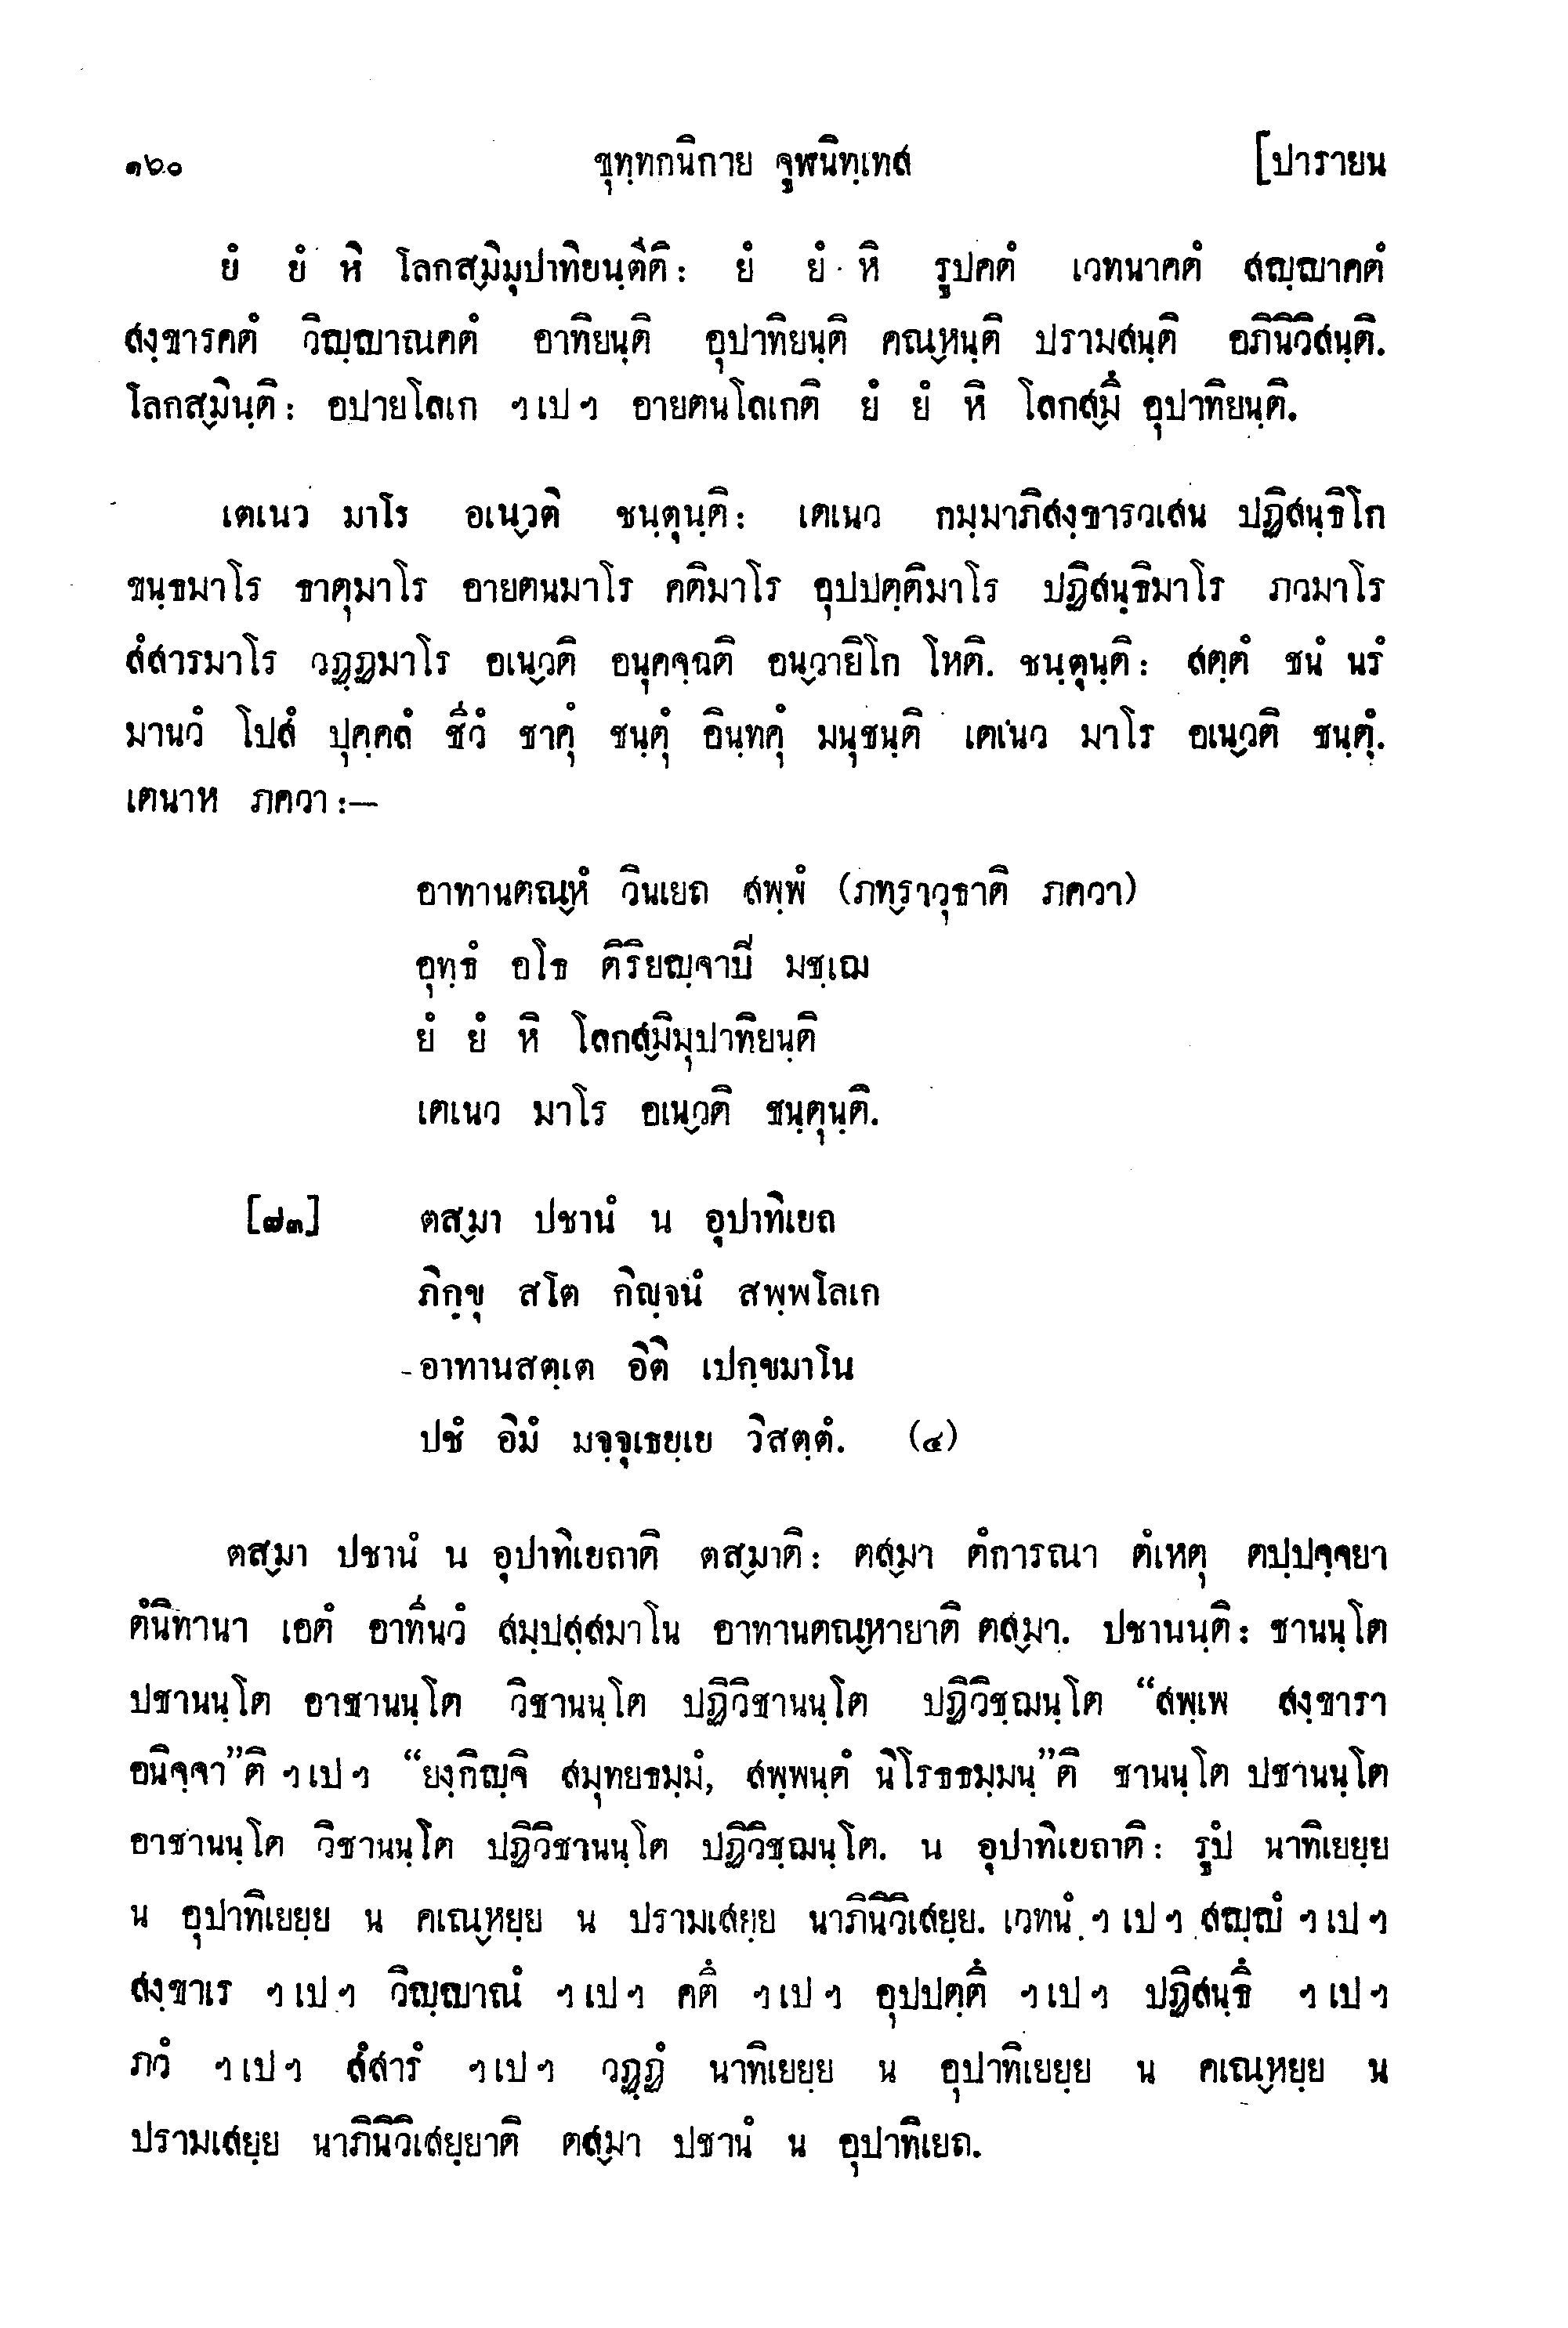 ๑๖๐ ขุทฺทกนิกาย จูฬนิทฺเทส [ปารายน
ยํ ยํ หิ โลกสฺมิมุปาทิยนฺตีติ: ยํ ยํ หิ รูปคตํ เวทนาคตํ สญฺญาคตํ
สงฺขารคตํ วิญฺญาณคตํ อาทิยนฺติ อุปาทิยนฺติ คณฺหนฺติ ปรามสนฺติ อภินิวิสนฺติ.
โลกสฺมินฺติ: อปายโลเก ฯเปฯ อายตนโลเกติ ยํ ยํ หิ โลกสฺมึ อุปาทิยนฺติ.
เตเนว มาโร อเนฺวติ ชนฺตุนฺติ: เตเนว กมฺมาภิสงฺขารวเสน ปฏิสนฺธิโก
ขนฺธมาโร ธาตุมาโร อายตนมาโร คติมาโร อุปปตฺติมาโร ปฏิสนฺธิมาโร ภวมาโร
สํสารมาโร วฏฺฏมาโร อเนฺวติ อนุคจฺฉติ อนฺวายิโก โหติ. ชนฺตุนฺติ: สตฺตํ ชนํ นรํ
มานวํ โปสํ ปุคฺคลํ ชีวํ ชาตุํ ชนฺตุํ อินฺทคุํ มนุชนฺติ เตเนว มาโร อเนฺวติ ชนฺตุํ.
เตนาห ภควา :—
อาทานตณฺหํ วินเยถ สพฺพํ (ภทฺราวุธาติ ภควา)
อุทฺธํ อโธ ติริยญฺจาปิ มชฺเฌ
ยํ ยํ หิ โลกสฺมิมุปาทิยนฺติ
เตเนว มาโร อเนฺวติ ชนฺตุนฺติ.
[๗๓] ตสฺมา ปชานํ น อุปาทิเยถ
ภิกฺขุ สโต กิญฺจนํ สพฺพโลเก
อาทานสตฺเต อิติ เปกฺขมาโน
ปชํ อิมํ มจฺจุเธยฺเย วิสตฺตํ. (๔)
ตสฺมา ปชานํ น อุปาทิเยถาติ ตสฺมาติ: ตสฺมา ตํการณา ตํเหตุ ตปฺปจฺจยา
ตํนิทานา เอตํ อาทีนวํ สมฺปสฺสมาโน อาทานตณฺหายาติ ตสฺมา. ปชานนฺติ: ชานนฺโต
ปชานนฺโต อาชานนฺโต วิชานนฺโต ปฏิวิชานนฺโต ปฏิวิชฺฌนฺโต “สพฺเพ สงฺขารา
อนิจฺจา”ติ ฯเปฯ “ยงฺกิญฺจิ สมุทยธมฺมํ, สพฺพนฺตํ นิโรธธมฺมนฺ”ติ ชานนฺโต ปชานนฺโต
อาชานนฺโต วิชานนฺโต ปฏิวิชานนฺโต ปฏิวิชฺฌนฺโต. น อุปาทิเยถาติ: รูปํ นาทิเยยฺย
น อุปาทิเยยฺย น คเณฺหยฺย น ปรามเสยฺย นาภินิวิเสยฺย. เวทนํ ฯเปฯ สญฺญํ ฯเปฯ
สงฺขาเร ฯเปฯ วิญฺญาณํ ฯเปฯ คตึ ฯเปฯ อุปปตฺตึ ฯเปฯ ปฏิสนฺธึ ฯเปฯ
ภวํ ฯเปฯ สํสารํ ฯเปฯ วฏฺฏํ นาทิเยยฺย น อุปาทิเยยฺย น คเณฺหยฺย น
ปรามเสยฺย นาภินิวิเสยฺยาติ ตสฺมา ปชานํ น อุปาทิเยถ.